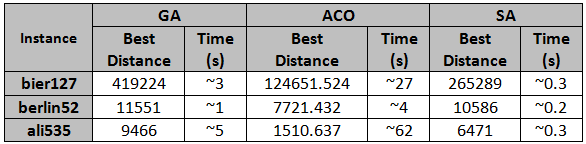 GA ACO SA
Instance Best Distance Time (s) Best Distance Time (s) Best Distance Time (s)
bier127 419224 ~3 124651.524 ~27 265289 ~0.3
berlin52 11551 ~1 7721.432 ~4 10586 ~0.2
ali535 9466 ~5 1510.637 ~62 6471 ~0.3